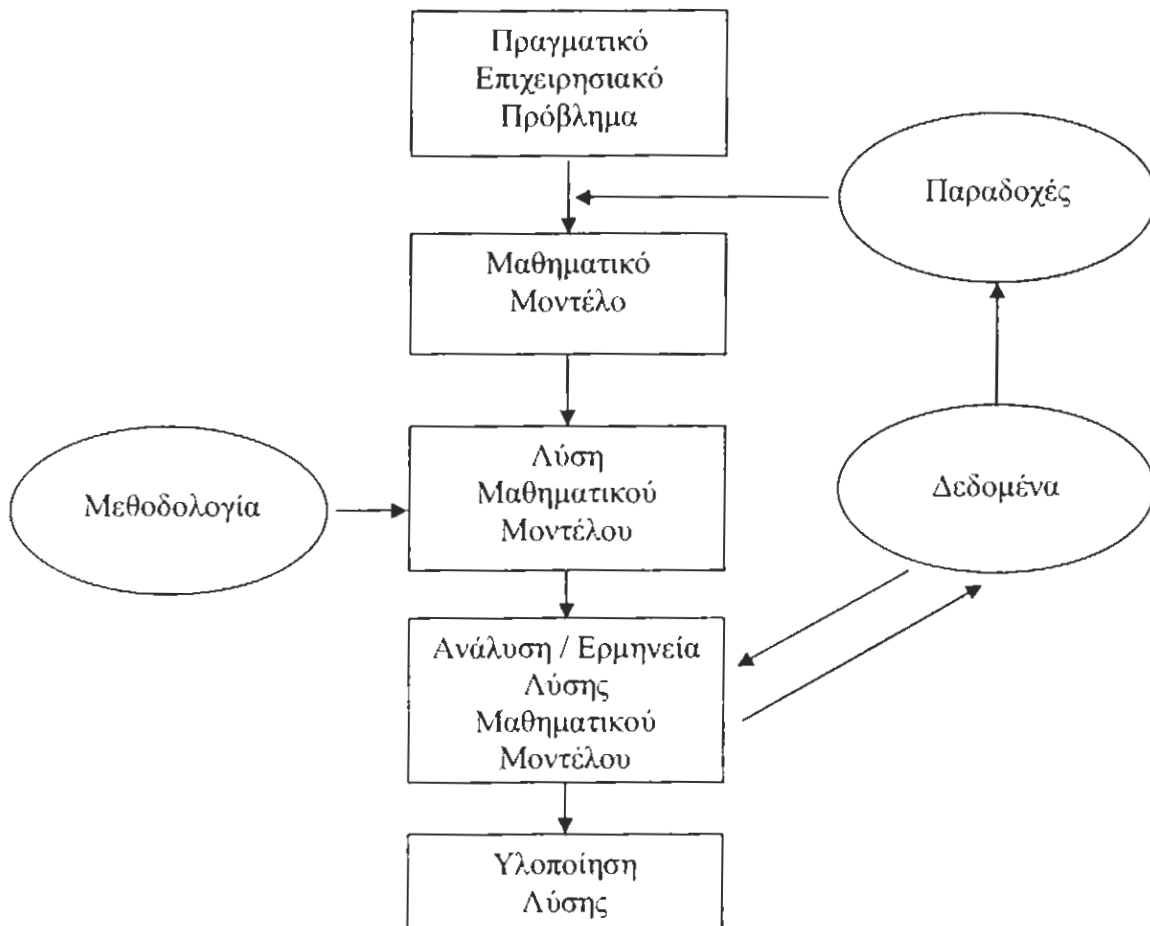 Πραγματικό
Επιχειρησιακό
Πρόβλημα
Παραδοχές
Μαθηματικό
Μοντέλο
Λύση
Μαθηματικού
Μοντέλου
Μεθοδολογία
Δεδομένα
Ανάλυση / Ερμηνεία
Λύσης
Μαθηματικού
Μοντέλου
Υλοποίηση
Λύσης